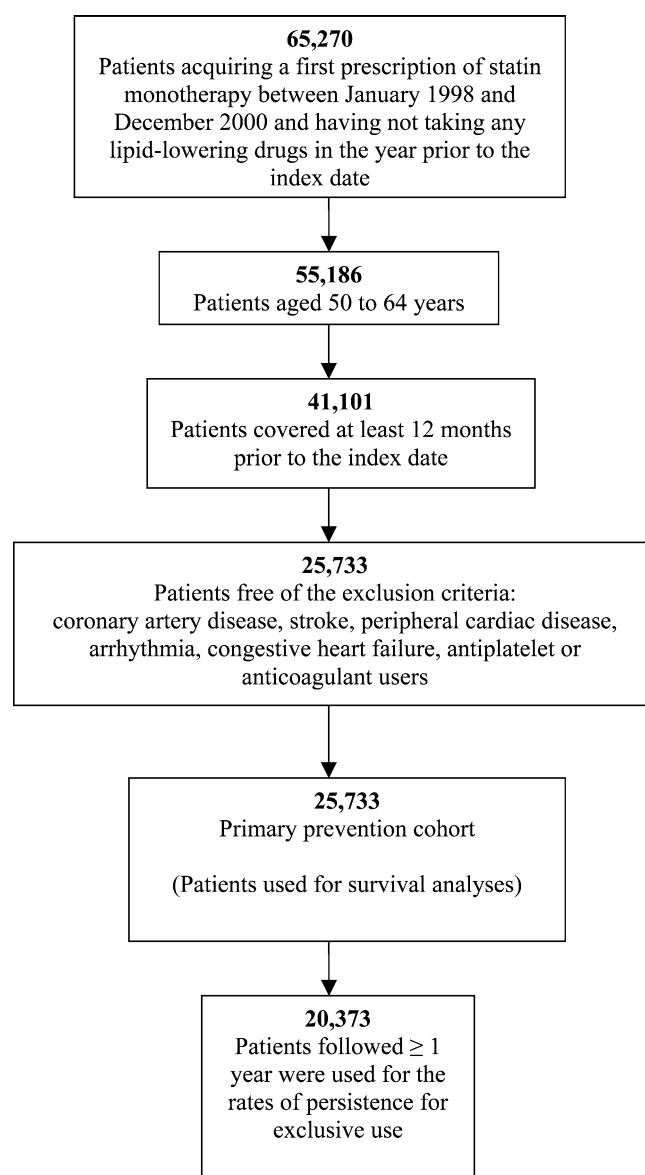 65,270
Patients acquiring a first prescription of statin
monotherapy between January 1998 and
December 2000 and having not taking any
lipid-lowering drugs in the year prior to the
index date
55,186
Patients aged 50 to 64 years
41,101
Patients covered at least 12 months
prior to the index date
25,733
Patients free of the exclusion criteria:
coronary artery disease, stroke, peripheral cardiac disease,
arrhythmia, congestive heart failure, antiplatelet or
anticoagulant users
25,733
Primary prevention cohort
(Patients used for survival analyses)
20,373
Patients followed ≥ 1
year were used for the
rates of persistence for
exclusive use